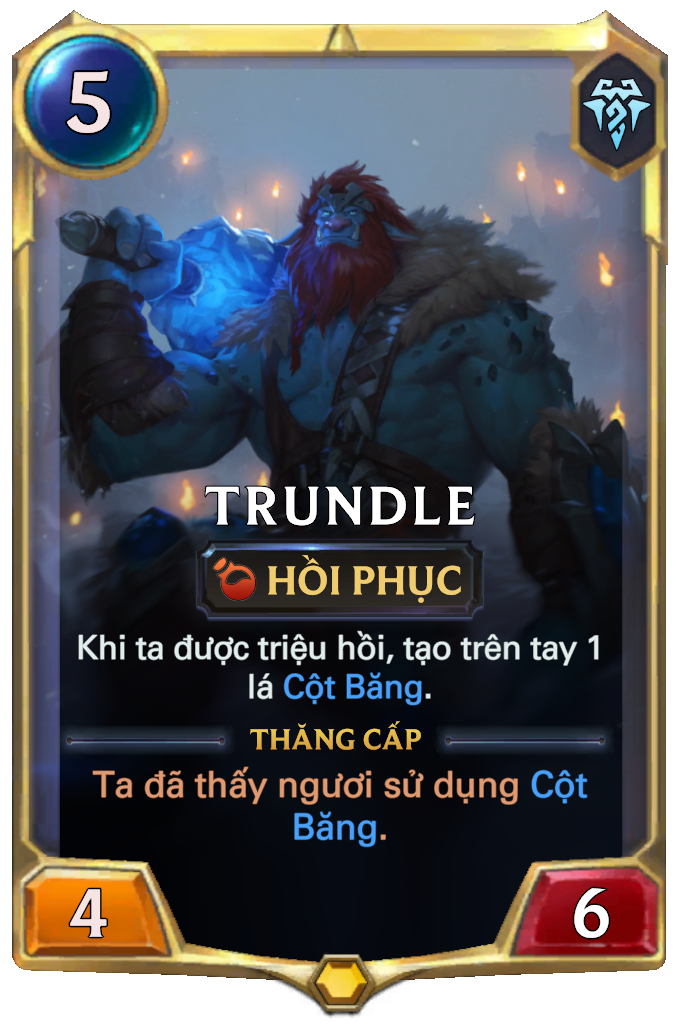 5
TRUNDLE
HỒI PHỤC
Khi ta được triệu hồi, tạo trên tay 1
lá Cột Băng.
THĂNG CẤP
Ta đã thấy ngươi sử dụng Cột
Băng.
4
6